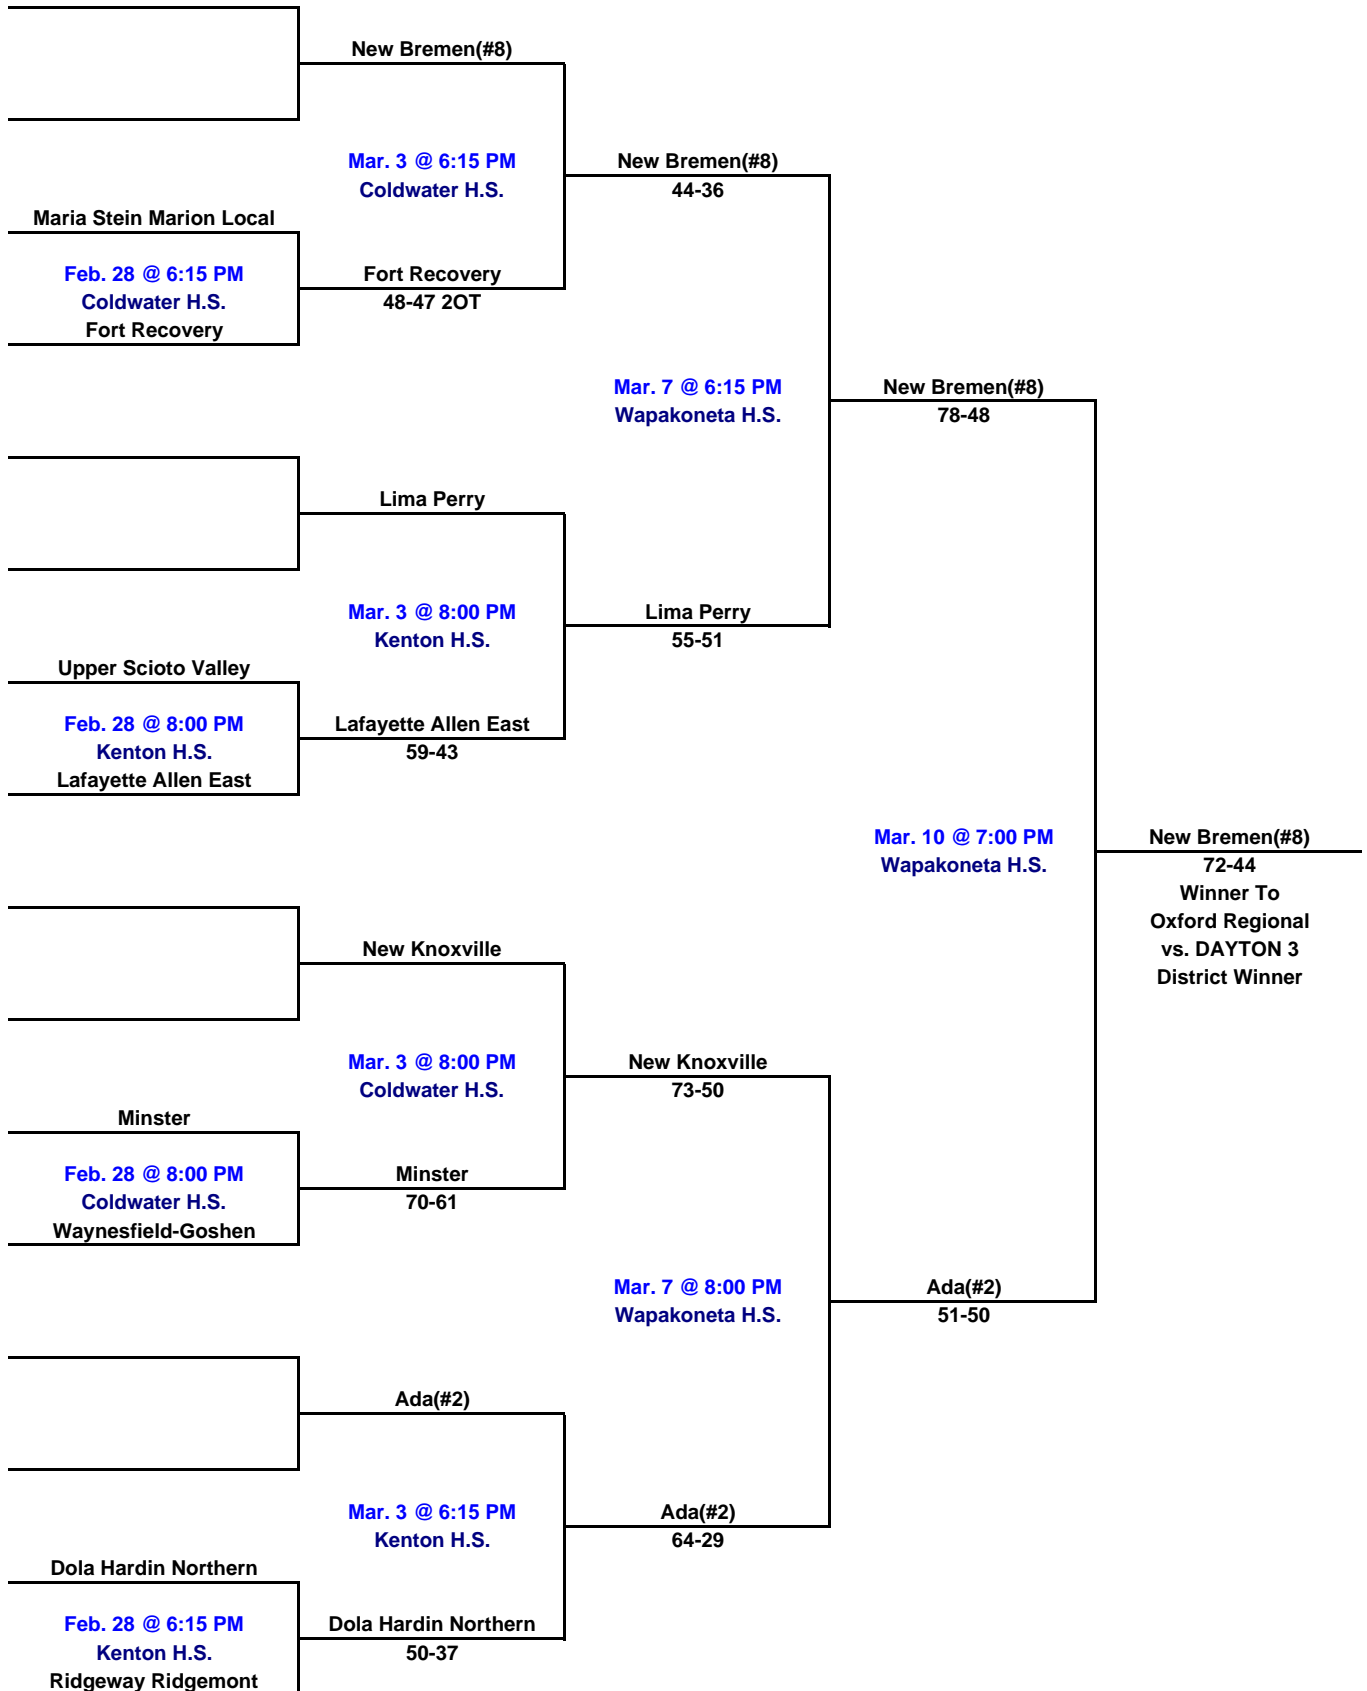 New Bremen(#8)
Mar. 3 @ 6:15 PM
Coldwater H.S.
New Bremen(#8)
44-36
Maria Stein Marion Local
Feb. 28 @ 6:15 PM
Coldwater H.S.
Fort Recovery
Fort Recovery
48-47 2OT
Mar. 7 @ 6:15 PM
Wapakoneta H.S.
New Bremen(#8)
78-48
Lima Perry
Mar. 3 @ 8:00 PM
Kenton H.S.
Lima Perry
55-51
Upper Scioto Valley
Feb. 28 @ 8:00 PM
Kenton H.S.
Lafayette Allen East
Lafayette Allen East
59-43
Mar. 10 @ 7:00 PM
Wapakoneta H.S.
New Bremen(#8)
72-44
Winner To
Oxford Regional
vs. DAYTON 3
District Winner
New Knoxville
Mar. 3 @ 8:00 PM
Coldwater H.S.
New Knoxville
73-50
Minster
Feb. 28 @ 8:00 PM
Coldwater H.S.
Waynesfield-Goshen
Minster
70-61
Mar. 7 @ 8:00 PM
Wapakoneta H.S.
Ada(#2)
51-50
Ada(#2)
Mar. 3 @ 6:15 PM
Kenton H.S.
Ada(#2)
64-29
Dola Hardin Northern
Feb. 28 @ 6:15 PM
Kenton H.S.
Ridgeway Ridgemont
Dola Hardin Northern
50-37